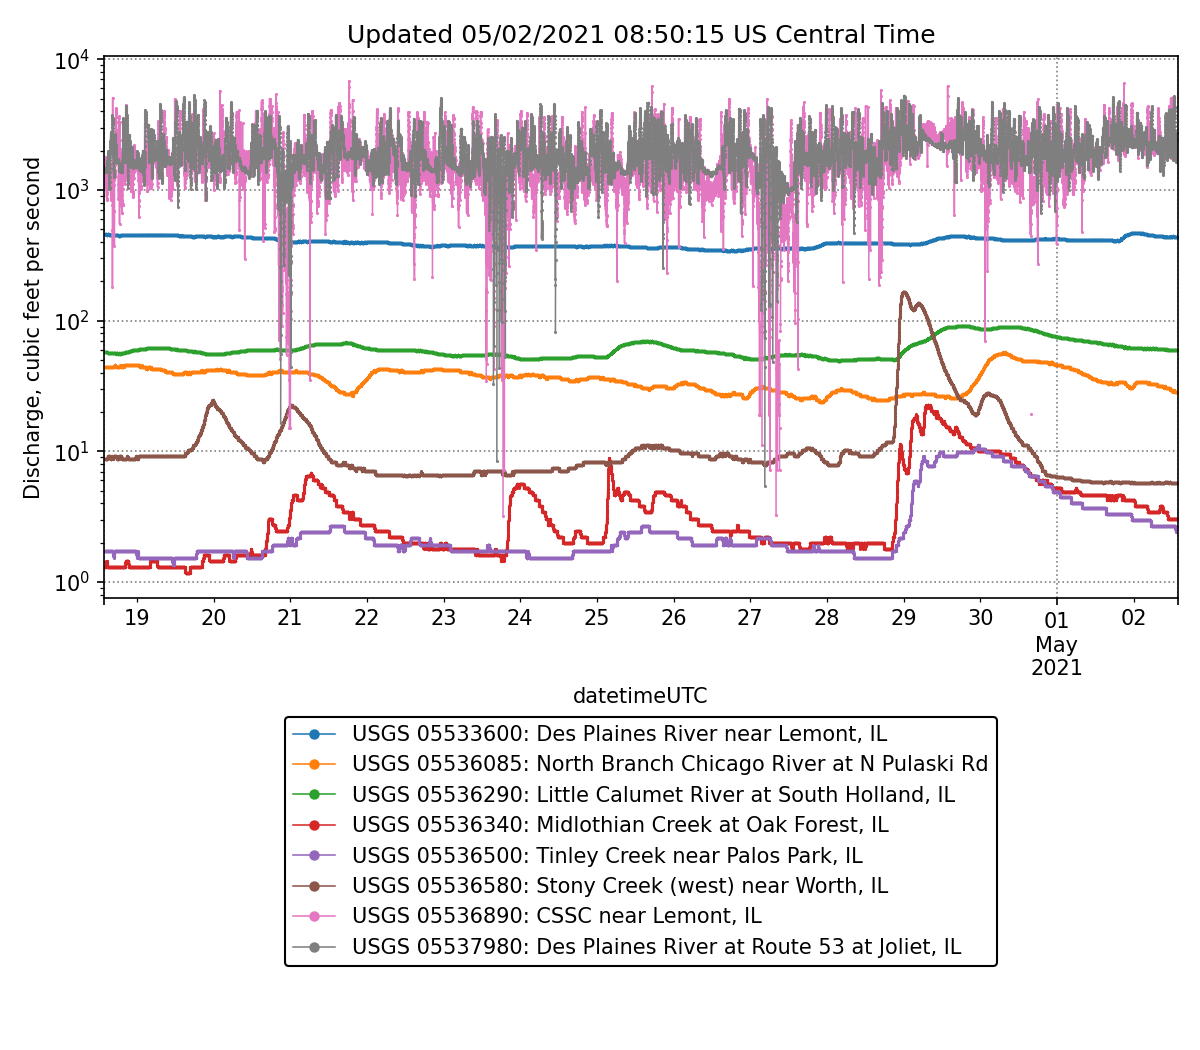 Updated 05/02/2021 08:50:15 US Central Time
Discharge, cubic feet per second
10^4
10^3
10^2
10^1
10^0
19 20 21 22 23 24 25 26 27 28 29 30 01 02
May
2021
datetimeUTC
USGS 05533600: Des Plaines River near Lemont, IL
USGS 05536085: North Branch Chicago River at N Pulaski Rd
USGS 05536290: Little Calumet River at South Holland, IL
USGS 05536340: Midlothian Creek at Oak Forest, IL
USGS 05536500: Tinley Creek near Palos Park, IL
USGS 05536580: Stony Creek (west) near Worth, IL
USGS 05536890: CSSC near Lemont, IL
USGS 05537980: Des Plaines River at Route 53 at Joliet, IL